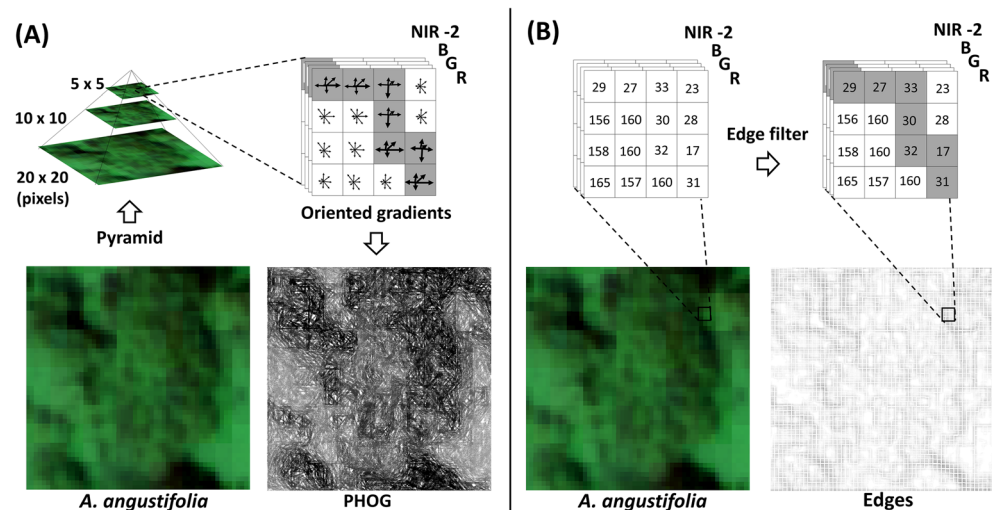 (A)
5 x 5
10 x 10
20 x 20
(pixels)
Pyramid
NIR -2
B
G
R
Oriented gradients
A. angustifolia
PHOG
(B)
NIR -2
B
G
R
29 27 33 23
156 160 30 28
158 160 32 17
165 157 160 31
Edge filter
NIR -2
B
G
R
29 27 33 23
156 160 30 28
158 160 32 17
165 157 160 31
A. angustifolia
Edges